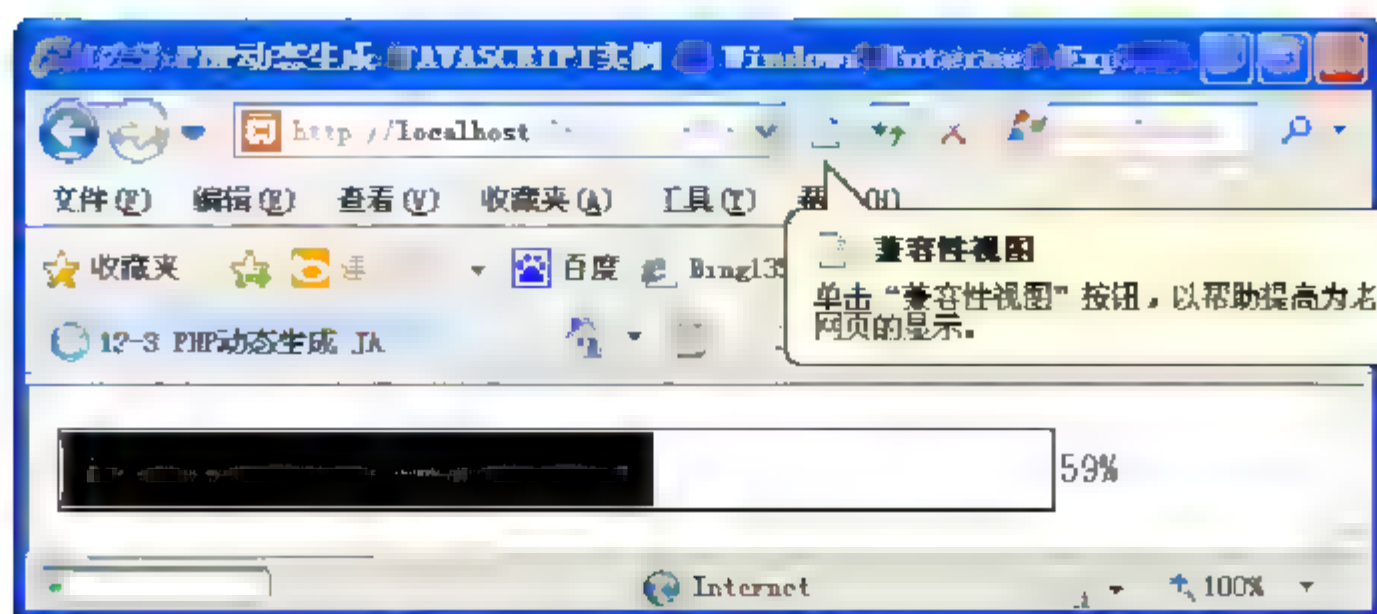 PHP动态生成 JAVASCRIPT实例 Windows Internet
http //localhost
文件(F) 编辑(E) 查看(V) 收藏夹(A) 工具(T) (H)
兼容性视图
收藏夹 百度 Bing135
单击“兼容性视图”按钮，以帮助提高为老
网页的显示。
12-3 PHP动态生成 JA
59%
Internet 100%